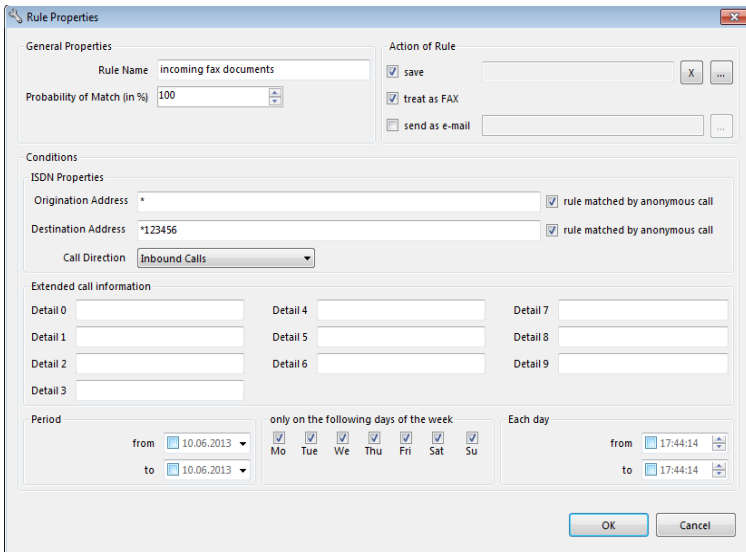 Rule Properties
General Properties
Rule Name incoming fax documents
Probability of Match (in %) 100
Action of Rule
save X ...
treat as FAX
send as e-mail ...
Conditions
ISDN Properties
Origination Address * rule matched by anonymous call
Destination Address *123456 rule matched by anonymous call
Call Direction Inbound Calls
Extended call information
Detail 0 Detail 4 Detail 7
Detail 1 Detail 5 Detail 8
Detail 2 Detail 6 Detail 9
Detail 3
Period
from 10.06.2013
to 10.06.2013
only on the following days of the week
Mo Tue We Thu Fri Sat Su
Each day
from 17:44:14
to 17:44:14
OK Cancel